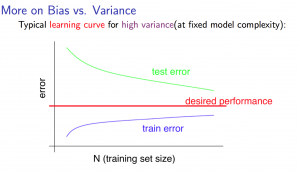 More on Bias vs. Variance
Typical learning curve for high variance(at fixed model complexity):
test error
desired performance
error
train error
N (training set size)